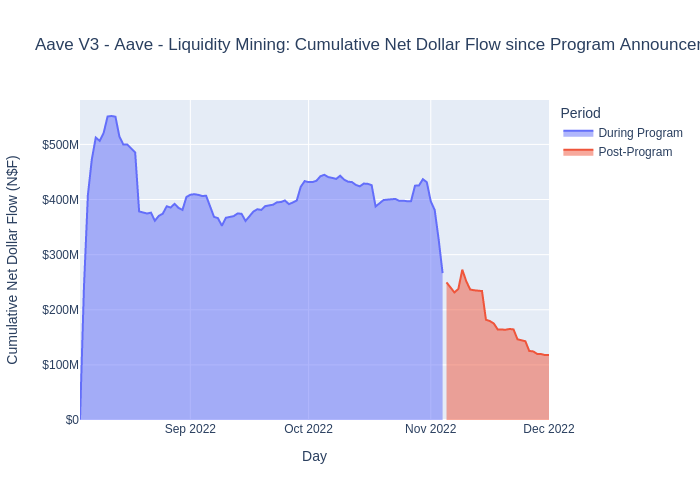 Aave V3 - Aave - Liquidity Mining: Cumulative Net Dollar Flow since Program
Period
During Program
Post-Program
Cumulative Net Dollar Flow (N$F)
$500M
$400M
$300M
$200M
$100M
$0
Sep 2022
Oct 2022
Nov 2022
Dec 2022
Day